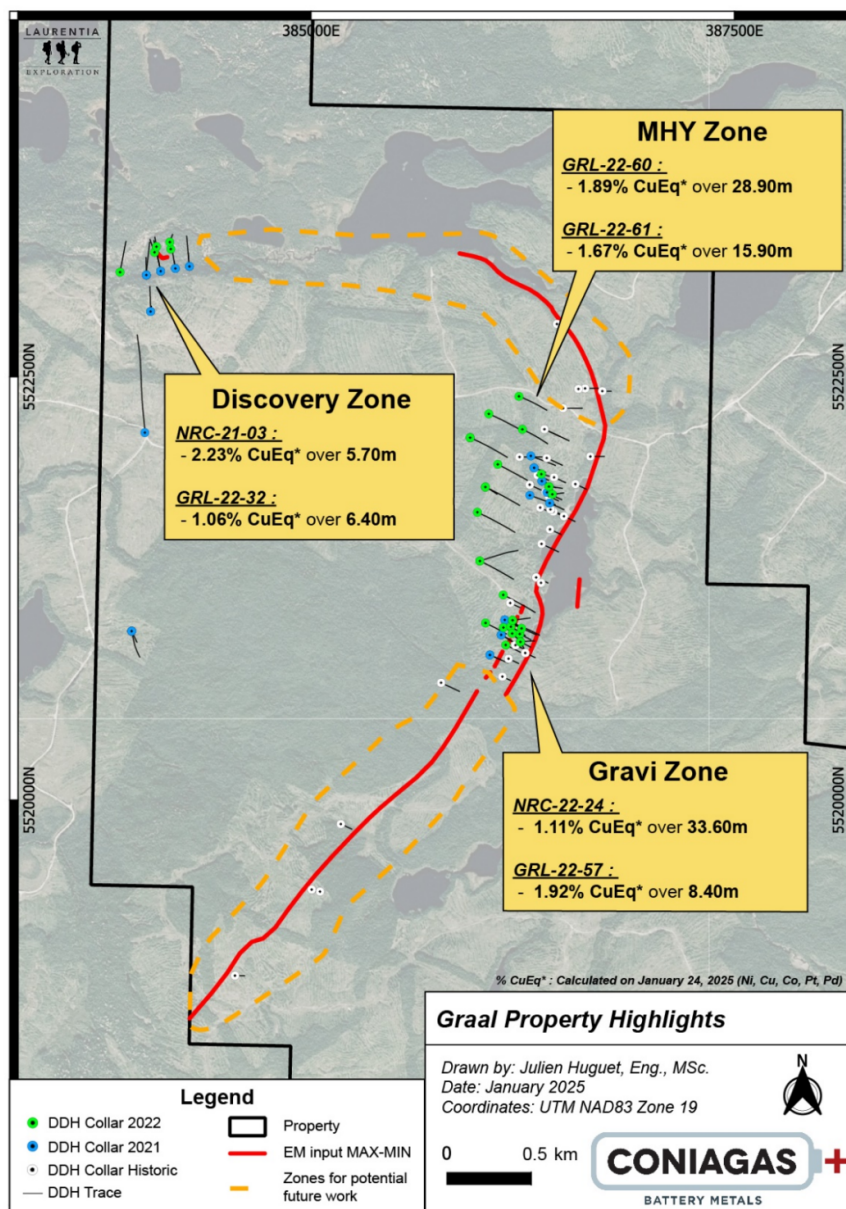 LAURENTIA
EXPLORATION
385000E
387500E
MHY Zone
GRL-22-60 :
- 1.89% CuEq* over 28.90m
GRL-22-61 :
- 1.67% CuEq* over 15.90m
5522500N
5522500N
Discovery Zone
NRC-21-03 :
- 2.23% CuEq* over 5.70m
GRL-22-32 :
- 1.06% CuEq* over 6.40m
Gravi Zone
NRC-22-24 :
- 1.11% CuEq* over 33.60m
GRL-22-57 :
- 1.92% CuEq* over 8.40m
5520000N
5520000N
% CuEq* : Calculated on January 24, 2025 (Ni, Cu, Co, Pt, Pd)
Graal Property Highlights
Drawn by: Julien Huguet, Eng., MSc.
Date: January 2025
Coordinates: UTM NAD83 Zone 19
N
0 0.5 km
CONIAGAS +
BATTERY METALS
Legend
DDH Collar 2022
DDH Collar 2021
DDH Collar Historic
DDH Trace
Property
EM input MAX-MIN
Zones for potential
future work